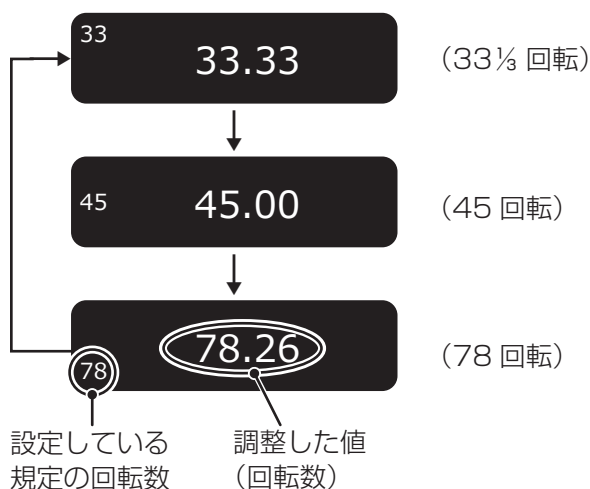 33
33.33
（33⅓ 回転）
45
45.00
（45 回転）
78
78.26
（78 回転）
設定している
規定の回転数
調整した値
（回転数）